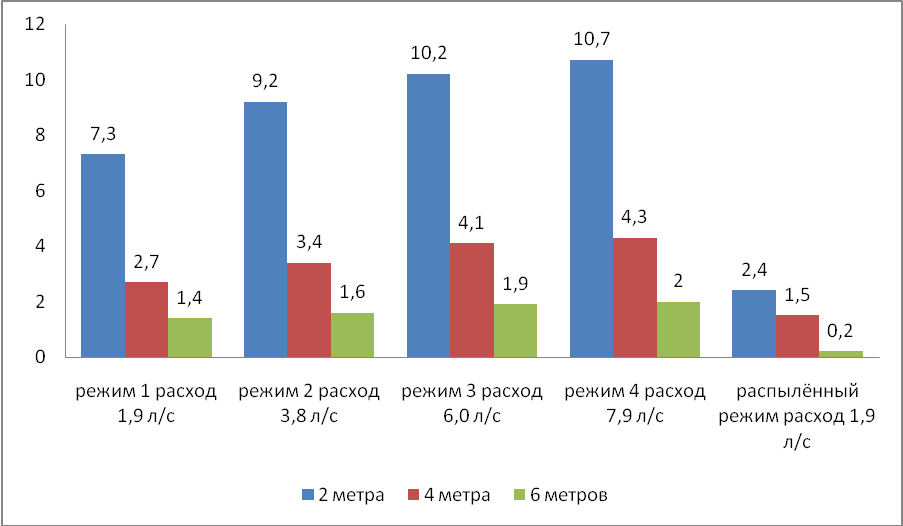 12
10
8
6
4
2
0
7,3
2,7
1,4
9,2
3,4
1,6
10,2
4,1
1,9
10,7
4,3
2
2,4
1,5
0,2
режим 1 расход
1,9 л/с
режим 2 расход
3,8 л/с
режим 3 расход
6,0 л/с
режим 4 расход
7,9 л/с
распылённый
режим расход 1,9
л/с
2 метра
4 метра
6 метров